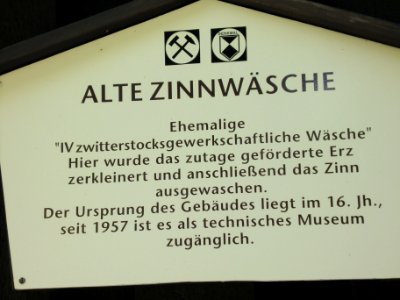 ALTE ZINNWÄSCHE
Ehemalige
"IV zwitterstocksgewerkschaftliche Wäsche"
Hier wurde das zutage geförderte Erz
zerkleinert und anschließend das Zinn
ausgewaschen.
Der Ursprung des Gebäudes liegt im 16. Jh.,
seit 1957 ist es als technisches Museum
zugänglich.